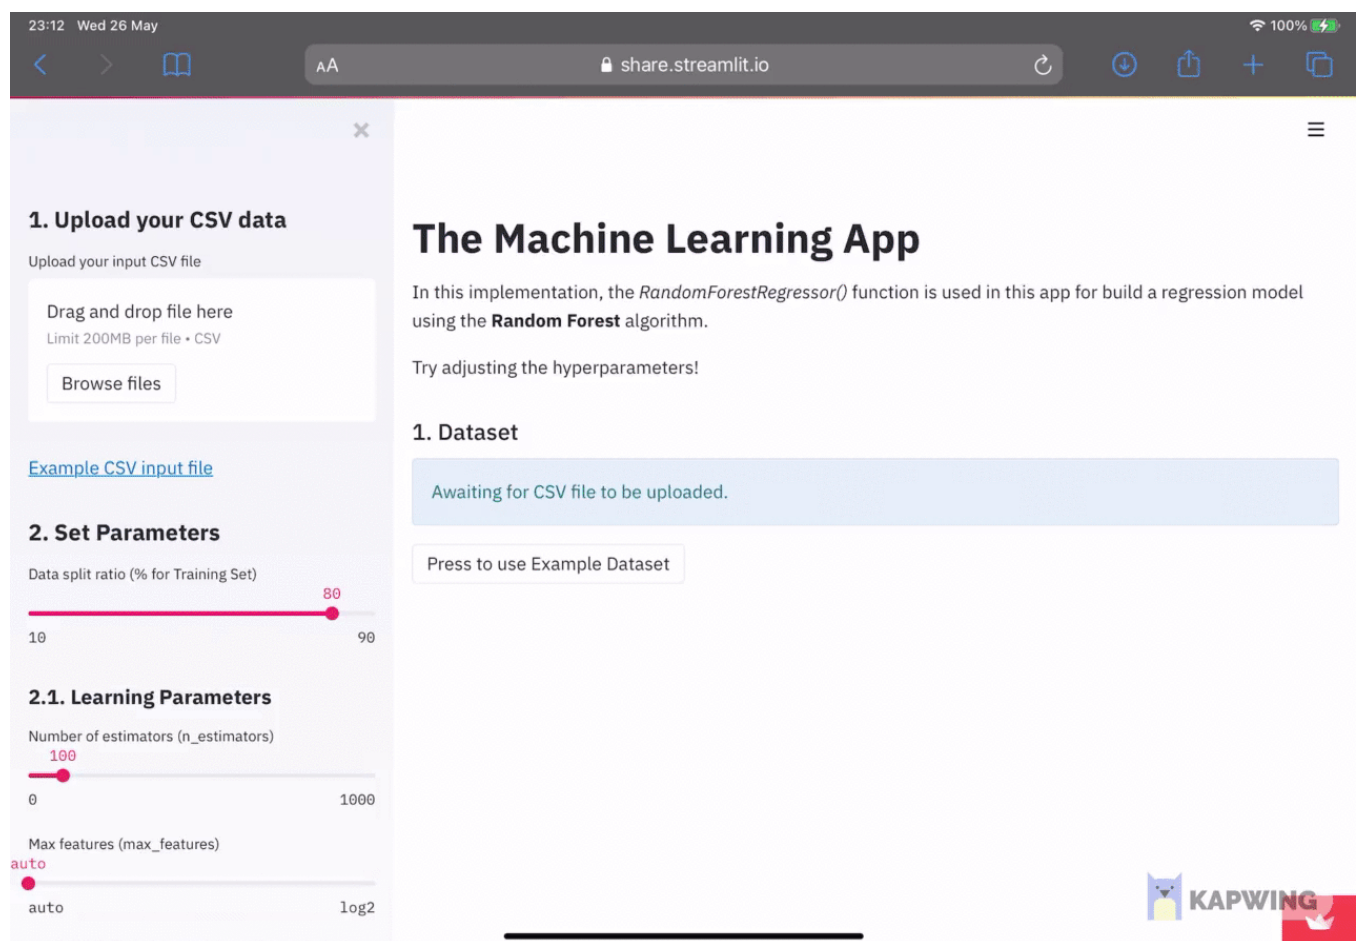 23:12 Wed 26 May
100%
AA
share.streamlit.io
1. Upload your CSV data
Upload your input CSV file
Drag and drop file here
Limit 200MB per file • CSV
Browse files
Example CSV input file
2. Set Parameters
Data split ratio (% for Training Set)
80
10 90
2.1. Learning Parameters
Number of estimators (n_estimators)
100
0 1000
Max features (max_features)
auto
auto log2
The Machine Learning App
In this implementation, the RandomForestRegressor() function is used in this app for build a regression model
using the Random Forest algorithm.
Try adjusting the hyperparameters!
1. Dataset
Awaiting for CSV file to be uploaded.
Press to use Example Dataset
KAPWING